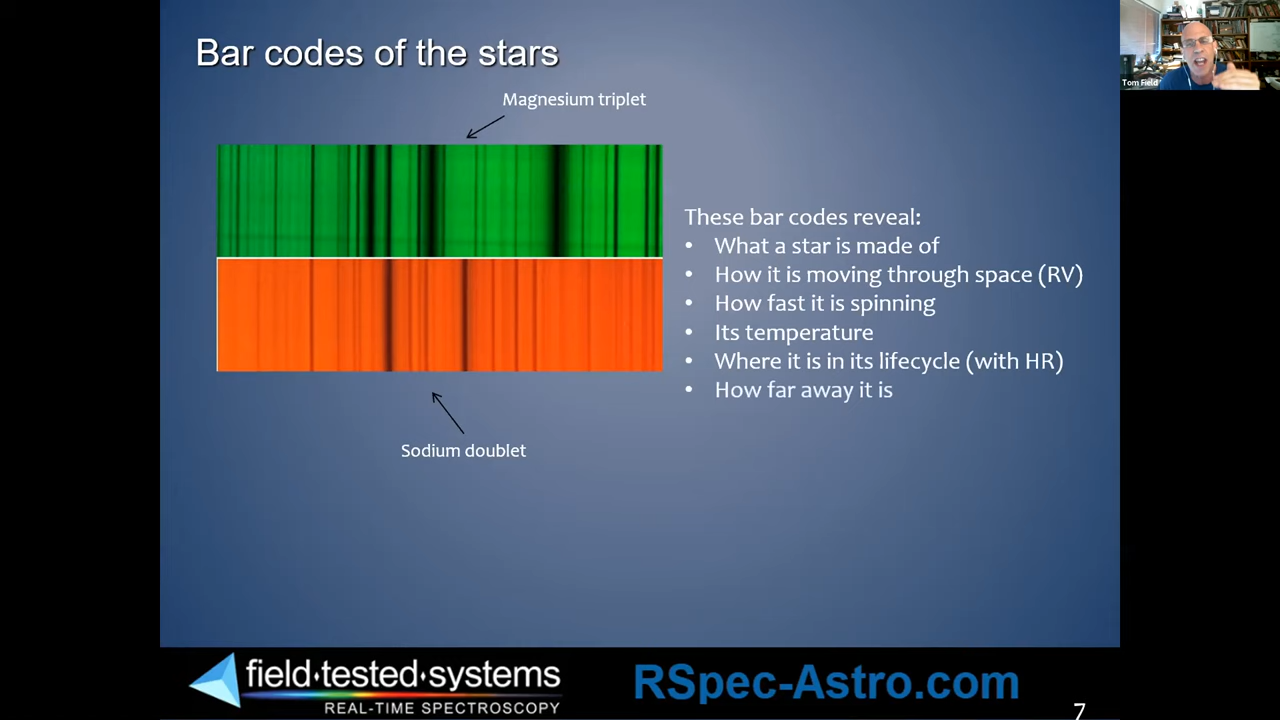 Bar codes of the stars
Magnesium triplet
Tom Field
These bar codes reveal:
• What a star is made of
• How it is moving through space (RV)
• How fast it is spinning
• Its temperature
• Where it is in its lifecycle (with HR)
• How far away it is
Sodium doublet
field·tested·systems
REAL-TIME SPECTROSCOPY
RSpec-Astro.com
7